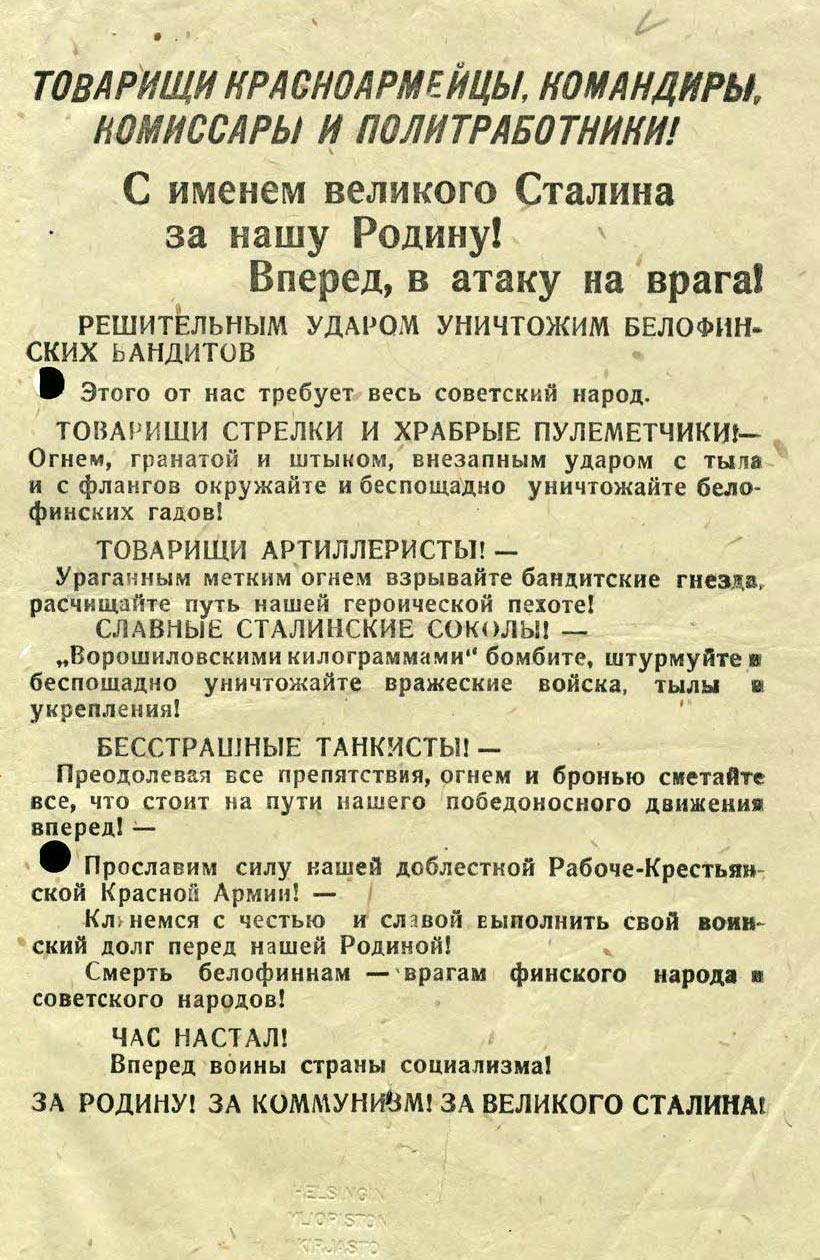 ТОВАРИЩИ КРАСНОАРМЕЙЦЫ, КОМАНДИРЫ,
КОМИССАРЫ И ПОЛИТРАБОТНИКИ!
С именем великого Сталина
за нашу Родину!
Вперед, в атаку на врага!
РЕШИТЕЛЬНЫМ УДАРОМ УНИЧТОЖИМ БЕЛОФИН-
СКИХ БАНДИТОВ
Этого от нас требует весь советский народ.
ТОВАРИЩИ СТРЕЛКИ И ХРАБРЫЕ ПУЛЕМЕТЧИКИ!—
Огнем, гранатой и штыком, внезапным ударом с тыла
и с флангов окружайте и беспощадно уничтожайте бело-
финских гадов!
ТОВАРИЩИ АРТИЛЛЕРИСТЫ! —
Ураганным метким огнем взрывайте бандитские гнезда,
расчищайте путь нашей героической пехоте!
СЛАВНЫЕ СТАЛИНСКИЕ СОКОЛЫ! —
„Ворошиловскими килограммами“ бомбите, штурмуйте и
беспощадно уничтожайте вражеские войска, тылы и
укрепления!
БЕССТРАШНЫЕ ТАНКИСТЫ! —
Преодолевая все препятствия, огнем и бронью сметайте
все, что стоит на пути нашего победоносного движения
вперед! —
Прославим силу нашей доблестной Рабоче-Крестьян-
ской Красной Армии! —
Клянемся с честью и славой выполнить свой воин-
ский долг перед нашей Родиной!
Смерть белофиннам — врагам финского народа и
советского народов!
ЧАС НАСТАЛ!
Вперед воины страны социализма!
ЗА РОДИНУ! ЗА КОММУНИЗМ! ЗА ВЕЛИКОГО СТАЛИНА!
HELSINGIN
YLIOPISTON
KIRJASTO